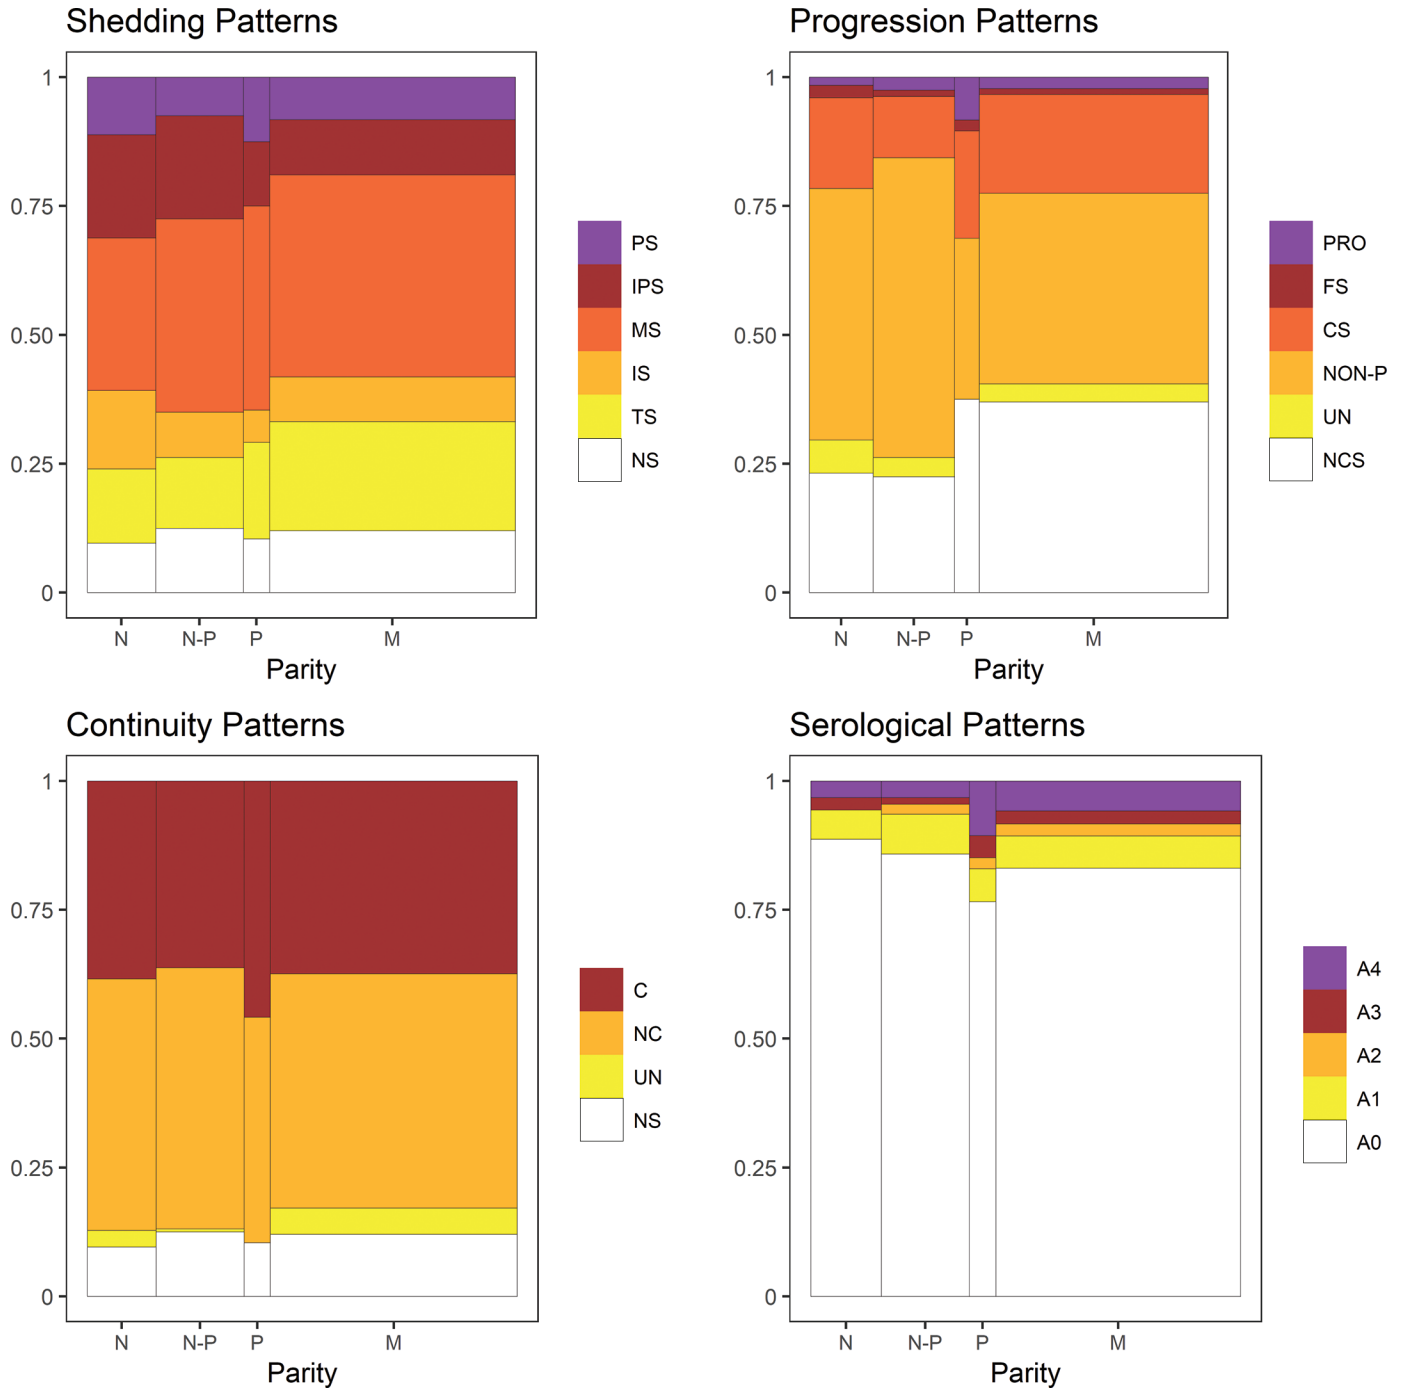 Shedding Patterns
1
0.75
0.50
0.25
0
N N-P P M
Parity
PS
IPS
MS
IS
TS
NS
Progression Patterns
1
0.75
0.50
0.25
0
N N-P P M
Parity
PRO
FS
CS
NON-P
UN
NCS
Continuity Patterns
1
0.75
0.50
0.25
0
N N-P P M
Parity
C
NC
UN
NS
Serological Patterns
1
0.75
0.50
0.25
0
N N-P P M
Parity
A4
A3
A2
A1
A0